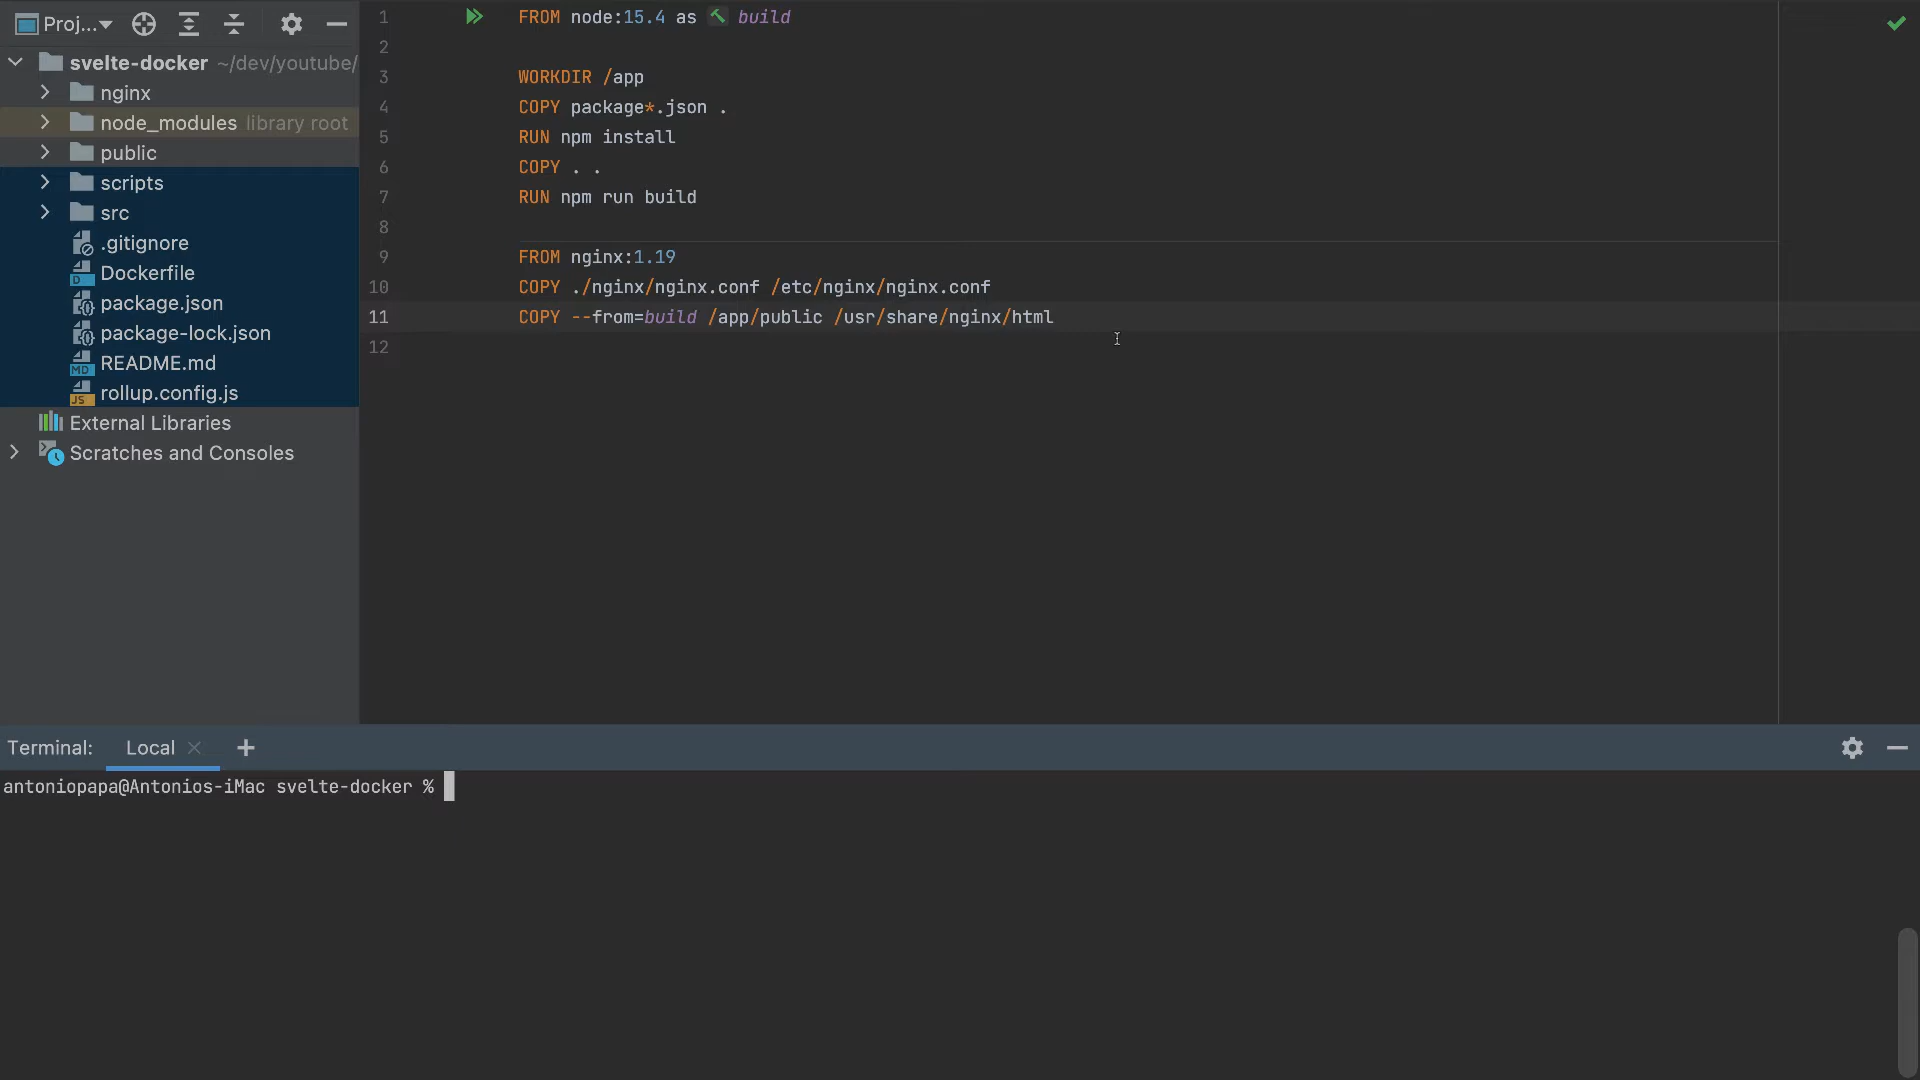 Proj...
svelte-docker ~/dev/youtube/
nginx
node_modules library root
public
scripts
src
.gitignore
Dockerfile
package.json
package-lock.json
README.md
rollup.config.js
External Libraries
Scratches and Consoles
1 FROM node:15.4 as build
2
3 WORKDIR /app
4 COPY package*.json .
5 RUN npm install
6 COPY . .
7 RUN npm run build
8
9 FROM nginx:1.19
10 COPY ./nginx/nginx.conf /etc/nginx/nginx.conf
11 COPY --from=build /app/public /usr/share/nginx/html
12
Terminal: Local
antoniopapa@Antonios-iMac svelte-docker %